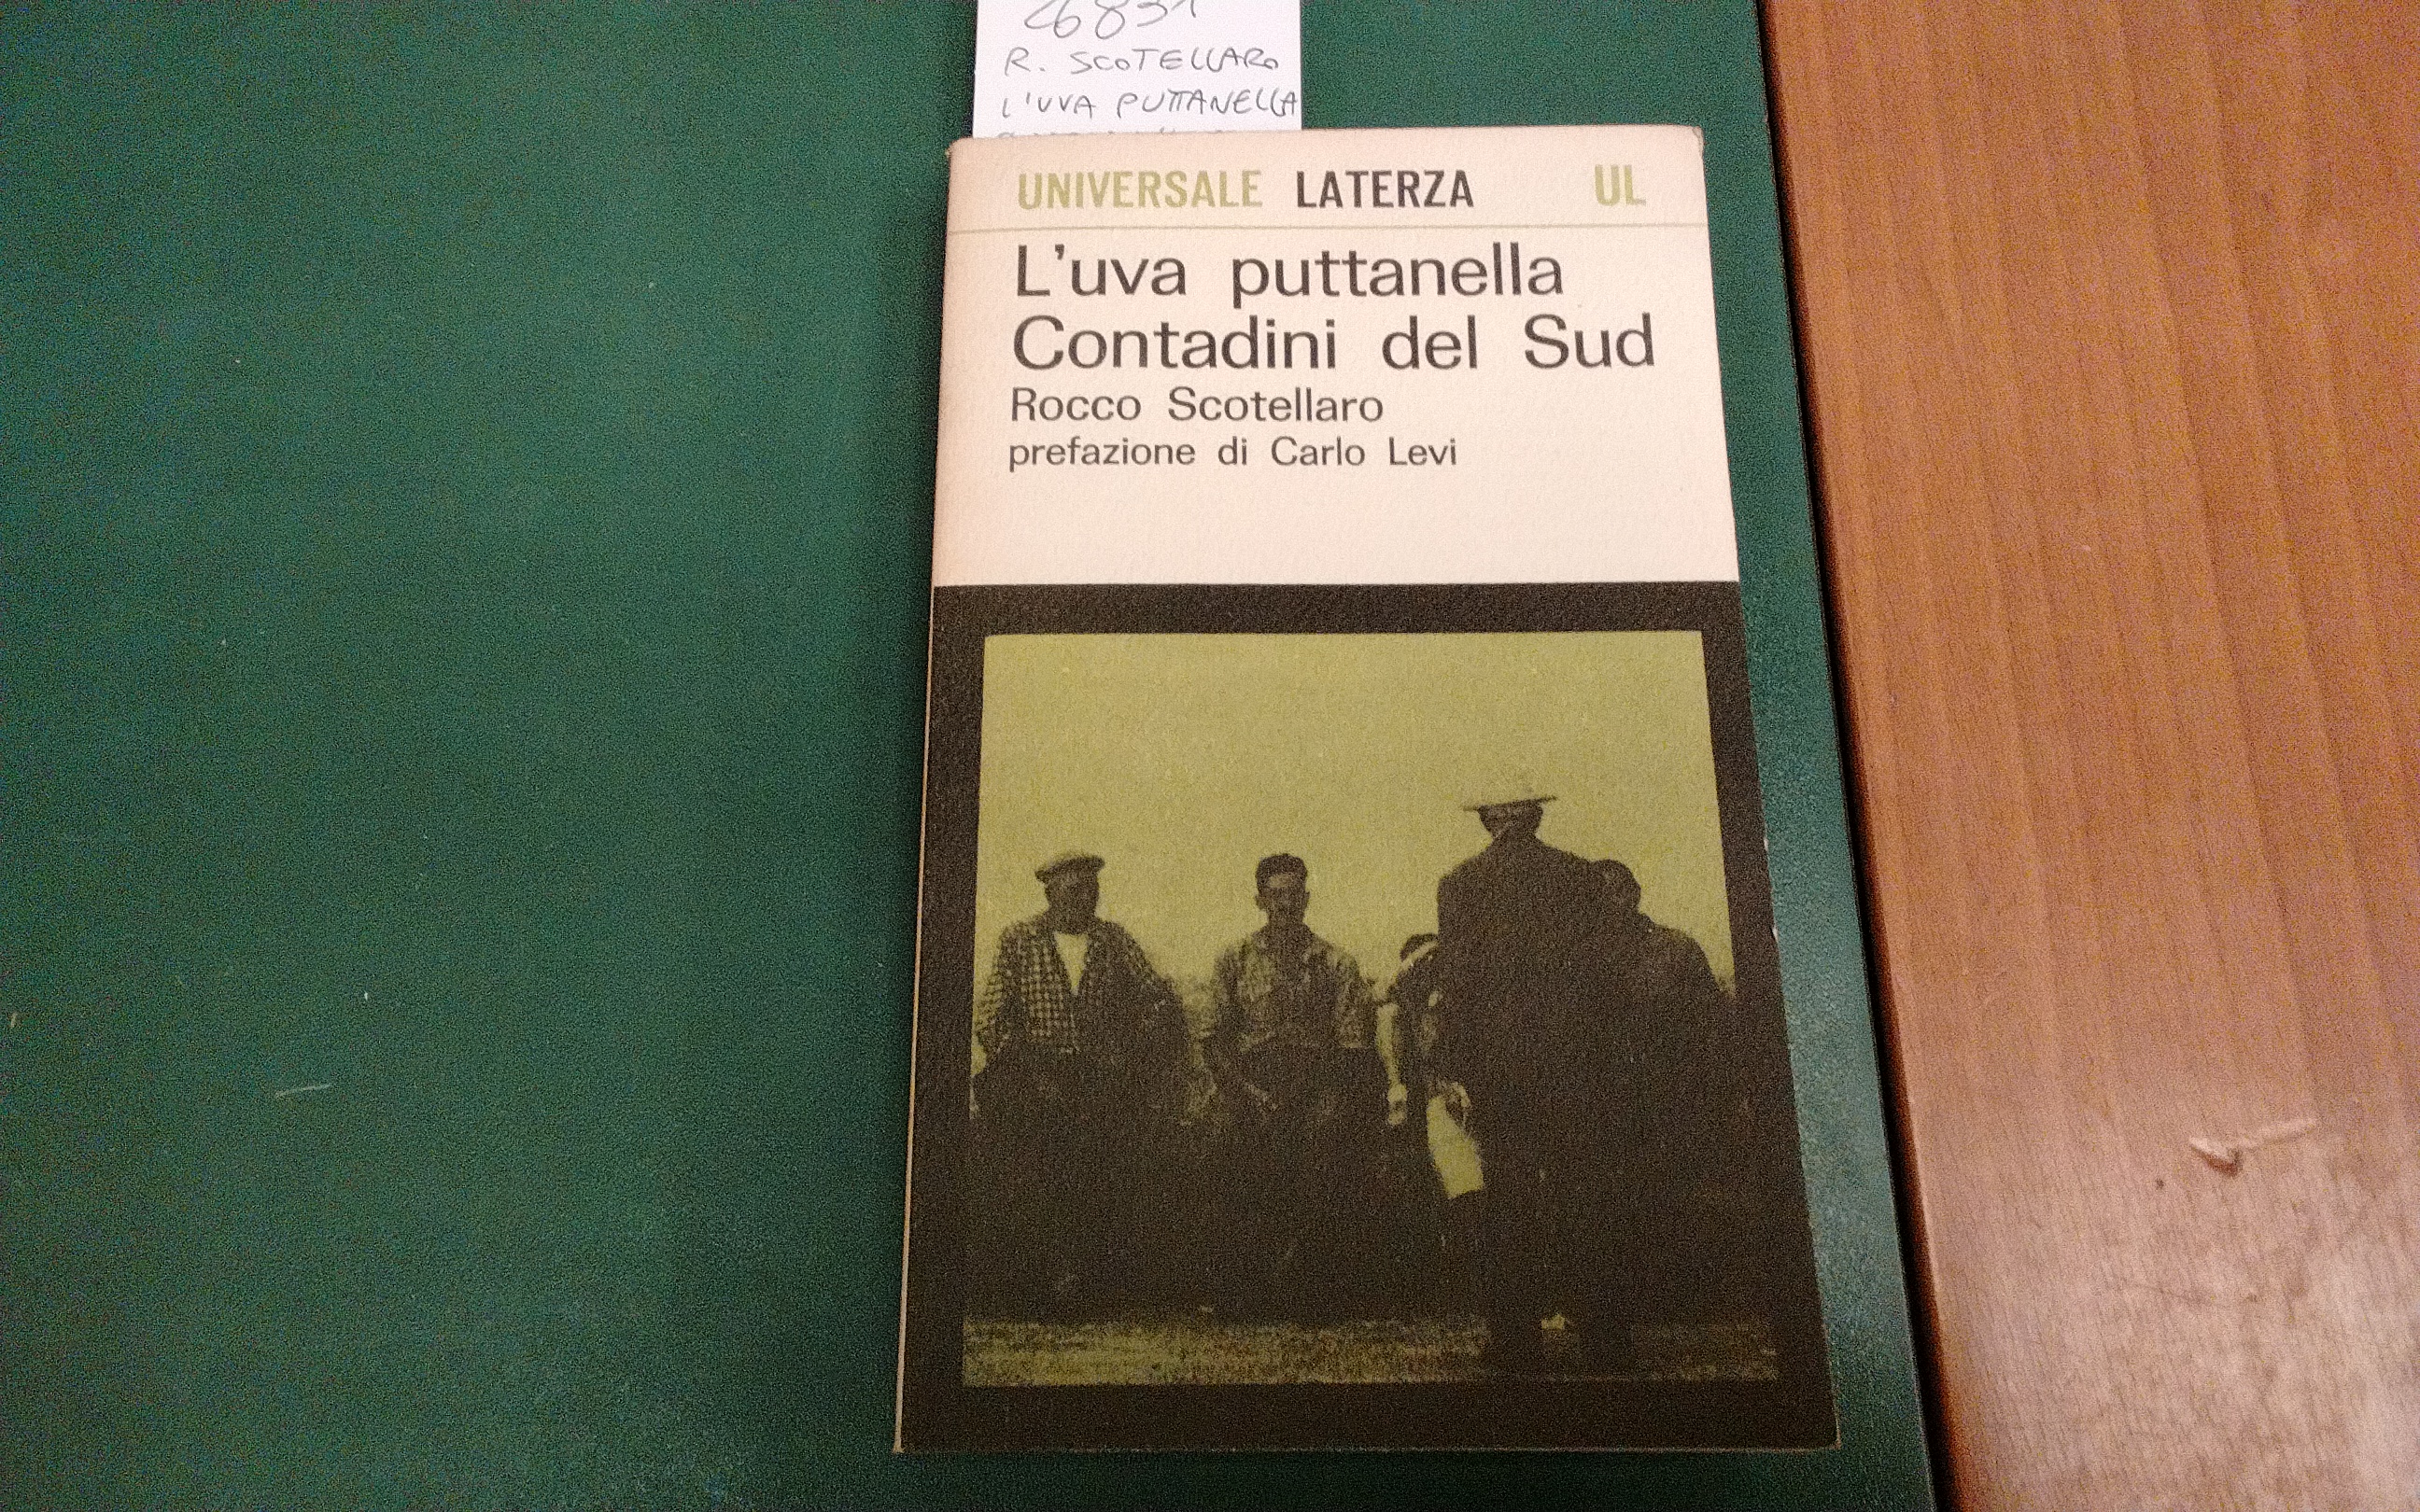 R. SCOTELLARO
L'UVA PUTTANELLA
UNIVERSALE LATERZA UL
L'uva puttanella
Contadini del Sud
Rocco Scotellaro
prefazione di Carlo Levi